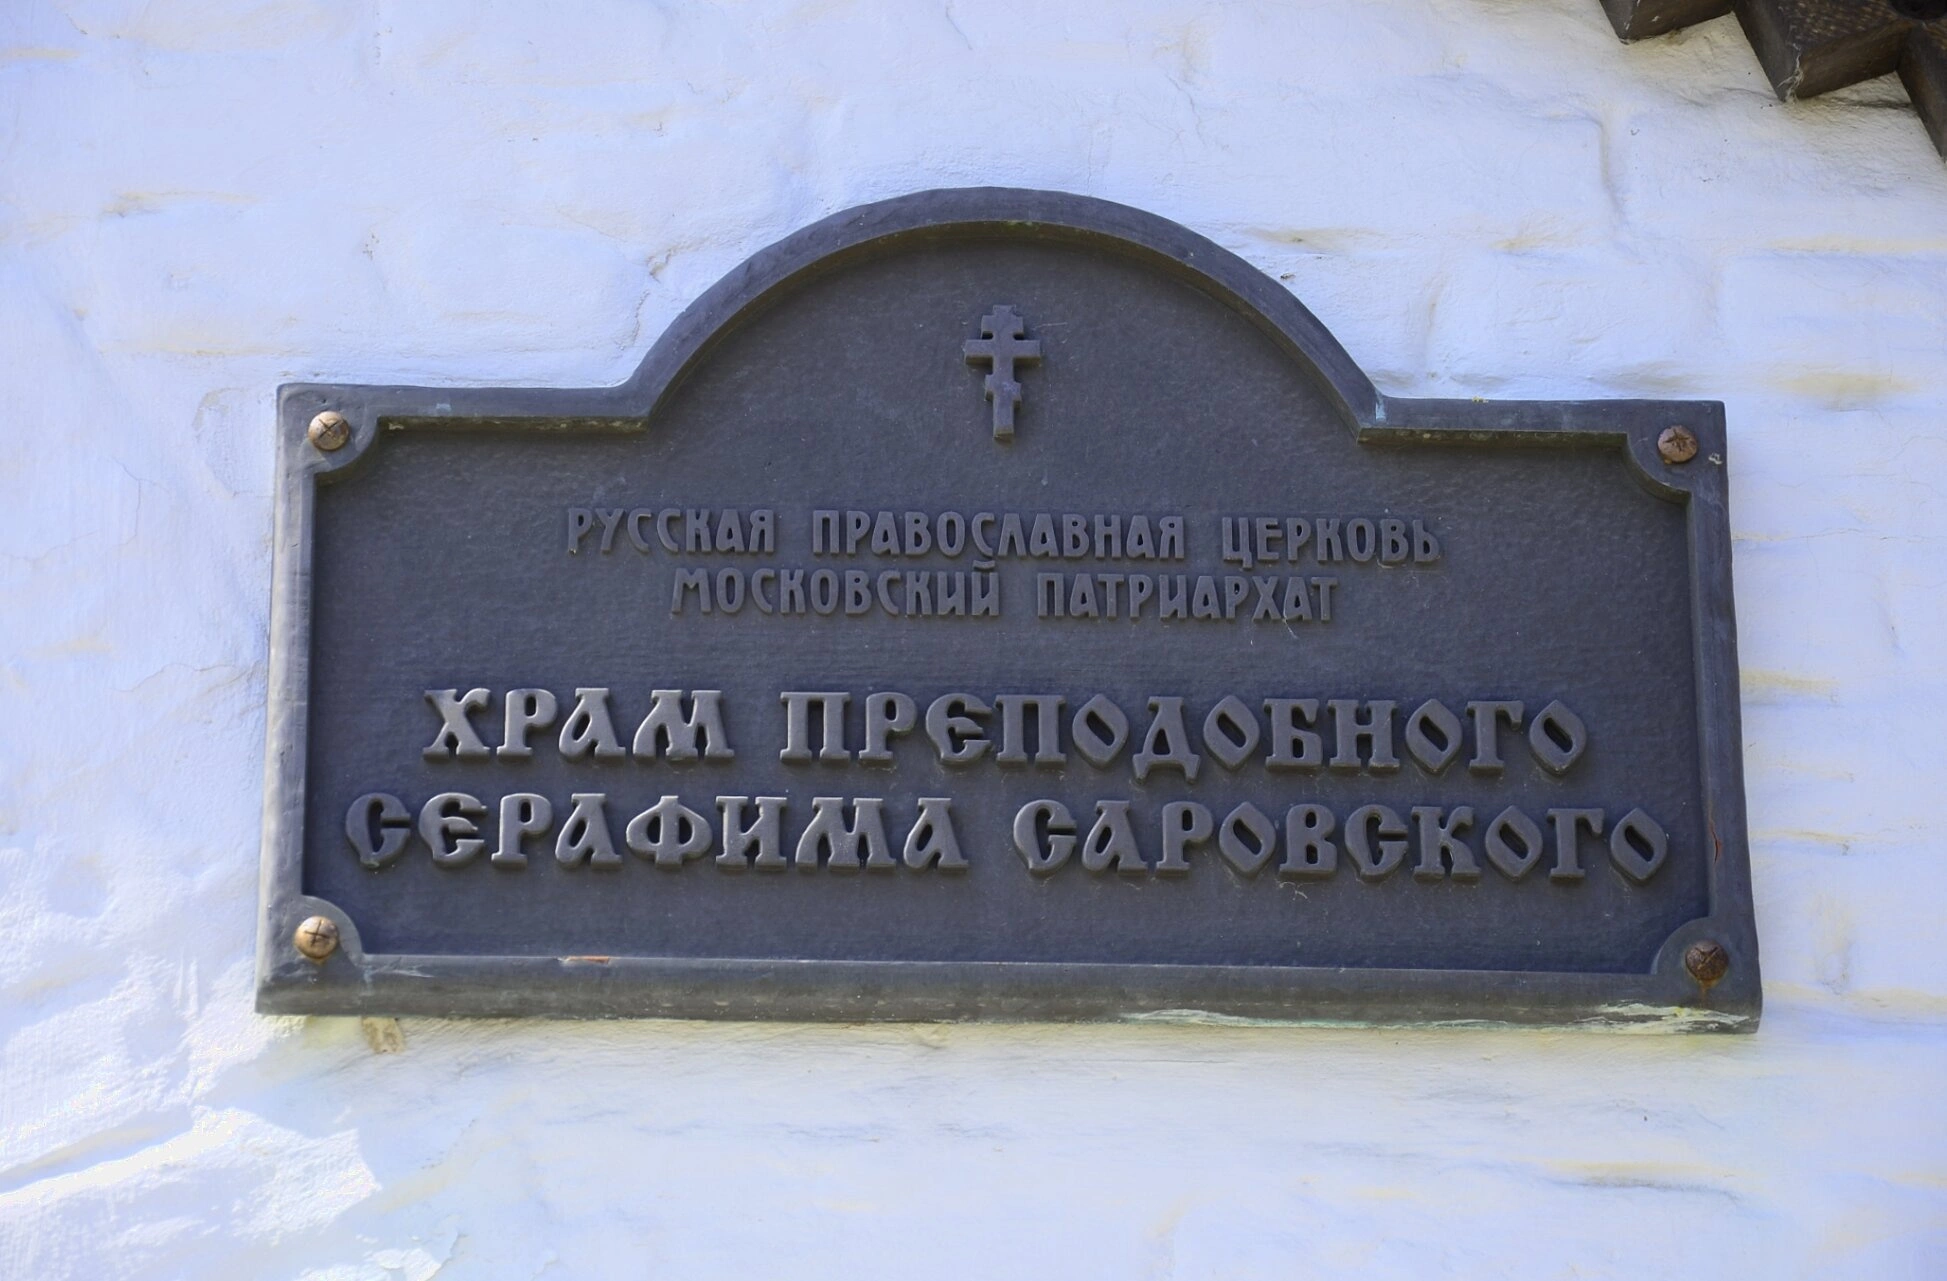 РУССКАЯ ПРАВОСЛАВНАЯ ЦЕРКОВЬ
МОСКОВСКИЙ ПАТРИАРХАТ
ХРАМ ПРЕПОДОБНОГО
СЕРАФИМА САРОВСКОГО